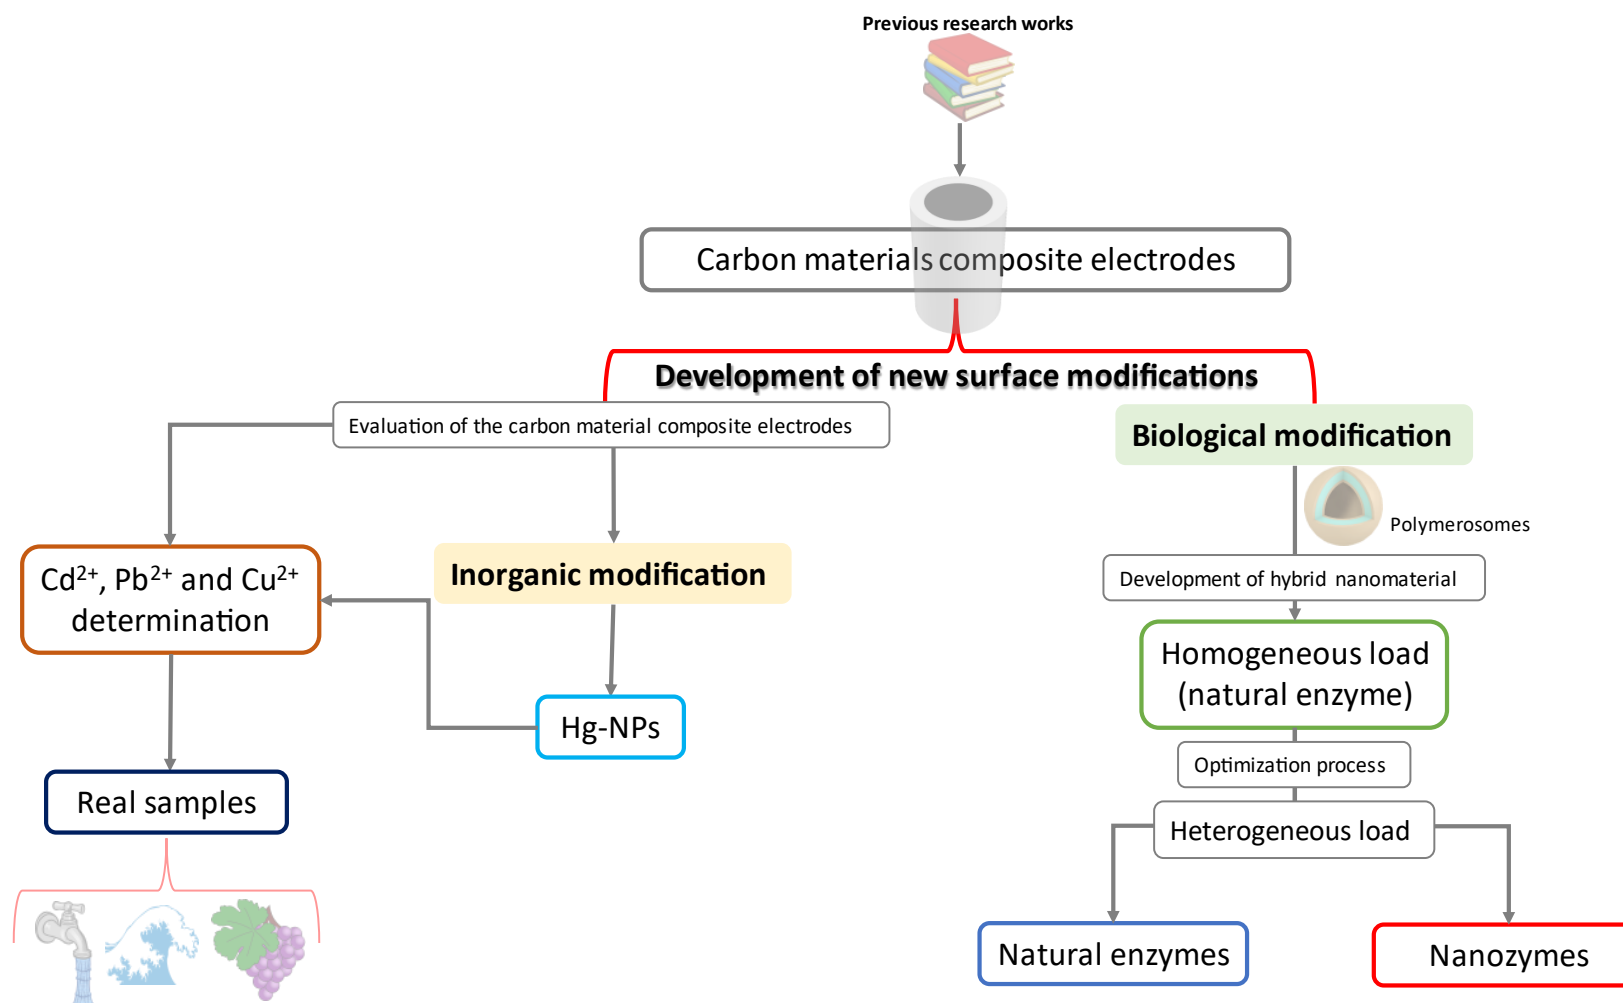 Previous research works
Carbon materials composite electrodes
Development of new surface modifications
Evaluation of the carbon material composite electrodes
Biological modification
Polymerosomes
Cd²⁺, Pb²⁺ and Cu²⁺
determination
Inorganic modification
Development of hybrid nanomaterial
Homogeneous load
(natural enzyme)
Hg-NPs
Optimization process
Real samples
Heterogeneous load
Natural enzymes
Nanozymes